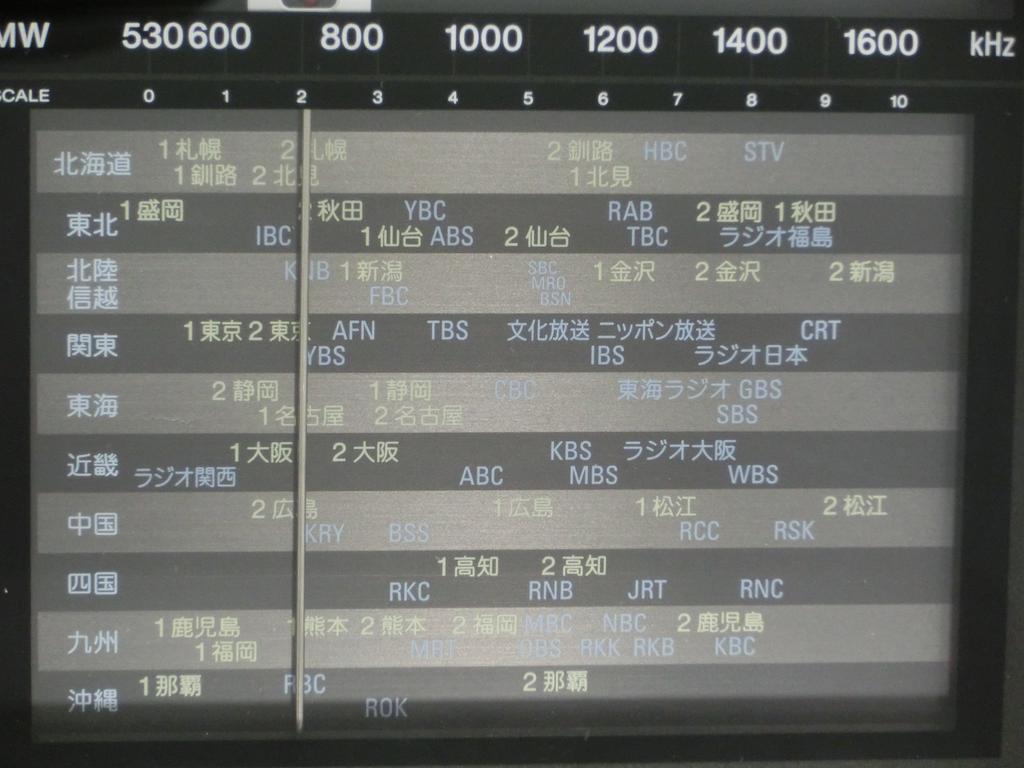 MW 530 600 800 1000 1200 1400 1600 kHz
SCALE 0 1 2 3 4 5 6 7 8 9 10
北海道
1 札幌 2 札幌 2 釧路 HBC STV
1 釧路 2 北見 1 北見
東北
1 盛岡 2 秋田 YBC RAB 2 盛岡 1 秋田
IBC 1 仙台 ABS 2 仙台 TBC ラジオ福島
北陸
信越
KNB 1 新潟 SBC 1 金沢 2 金沢 2 新潟
MRO
FBC BSN
関東
1 東京 2 東京 AFN TBS 文化放送 ニッポン放送 CRT
YBS IBS ラジオ日本
東海
2 静岡 1 静岡 CBC 東海ラジオ GBS
1 名古屋 2 名古屋 SBS
近畿
1 大阪 2 大阪 KBS ラジオ大阪
ラジオ関西 ABC MBS WBS
中国
2 広島 1 広島 1 松江 2 松江
KRY BSS RCC RSK
四国
1 高知 2 高知
RKC RNB JRT RNC
九州
1 鹿児島 1 熊本 2 熊本 2 福岡 MBC NBC 2 鹿児島
1 福岡 MRT OBS RKK RKB KBC
沖縄
1 那覇 RBC 2 那覇
ROK